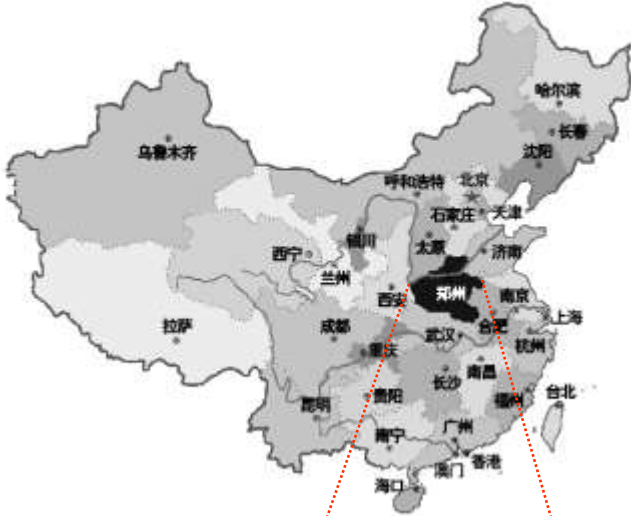 哈尔滨
长春
乌鲁木齐
沈阳
呼和浩特
北京
天津
石家庄
银川
太原
济南
西宁
兰州
郑州
西安
南京
上海
拉萨
成都
武汉
合肥
杭州
重庆
南昌
长沙
贵阳
福州
台北
昆明
广州
南宁
香港
澳门
海口